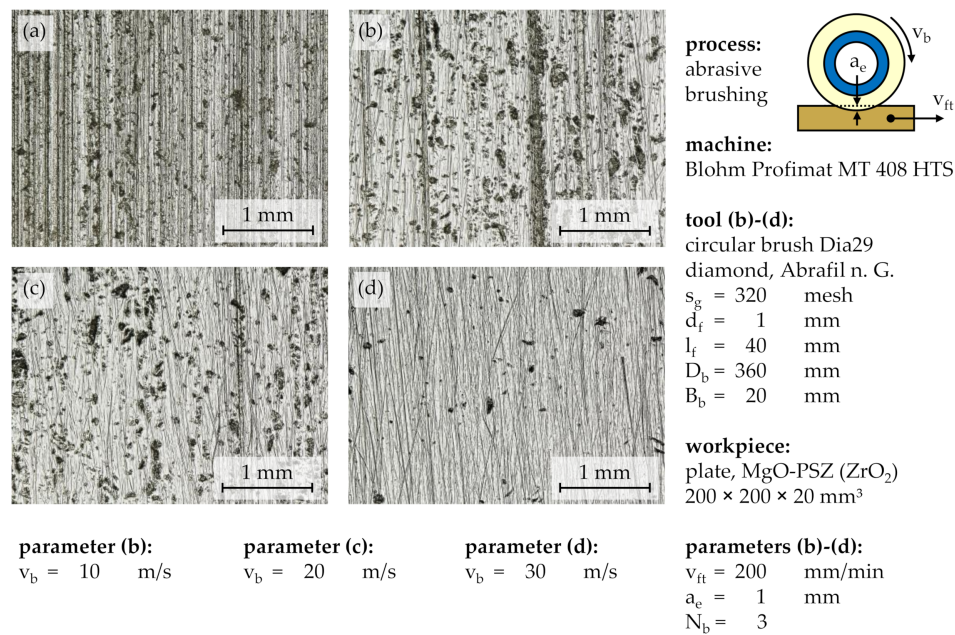 (a)
1 mm
(b)
1 mm
(c)
1 mm
(d)
1 mm
process:
abrasive
brushing
v_b
a_e
v_ft
machine:
Blohm Profimat MT 408 HTS
tool (b)-(d):
circular brush Dia29
diamond, Abrafil n. G.
s_g = 320 mesh
d_f = 1 mm
l_f = 40 mm
D_b = 360 mm
B_b = 20 mm
workpiece:
plate, MgO-PSZ (ZrO₂)
200 × 200 × 20 mm³
parameter (b):
v_b = 10 m/s
parameter (c):
v_b = 20 m/s
parameter (d):
v_b = 30 m/s
parameters (b)-(d):
v_ft = 200 mm/min
a_e = 1 mm
N_b = 3